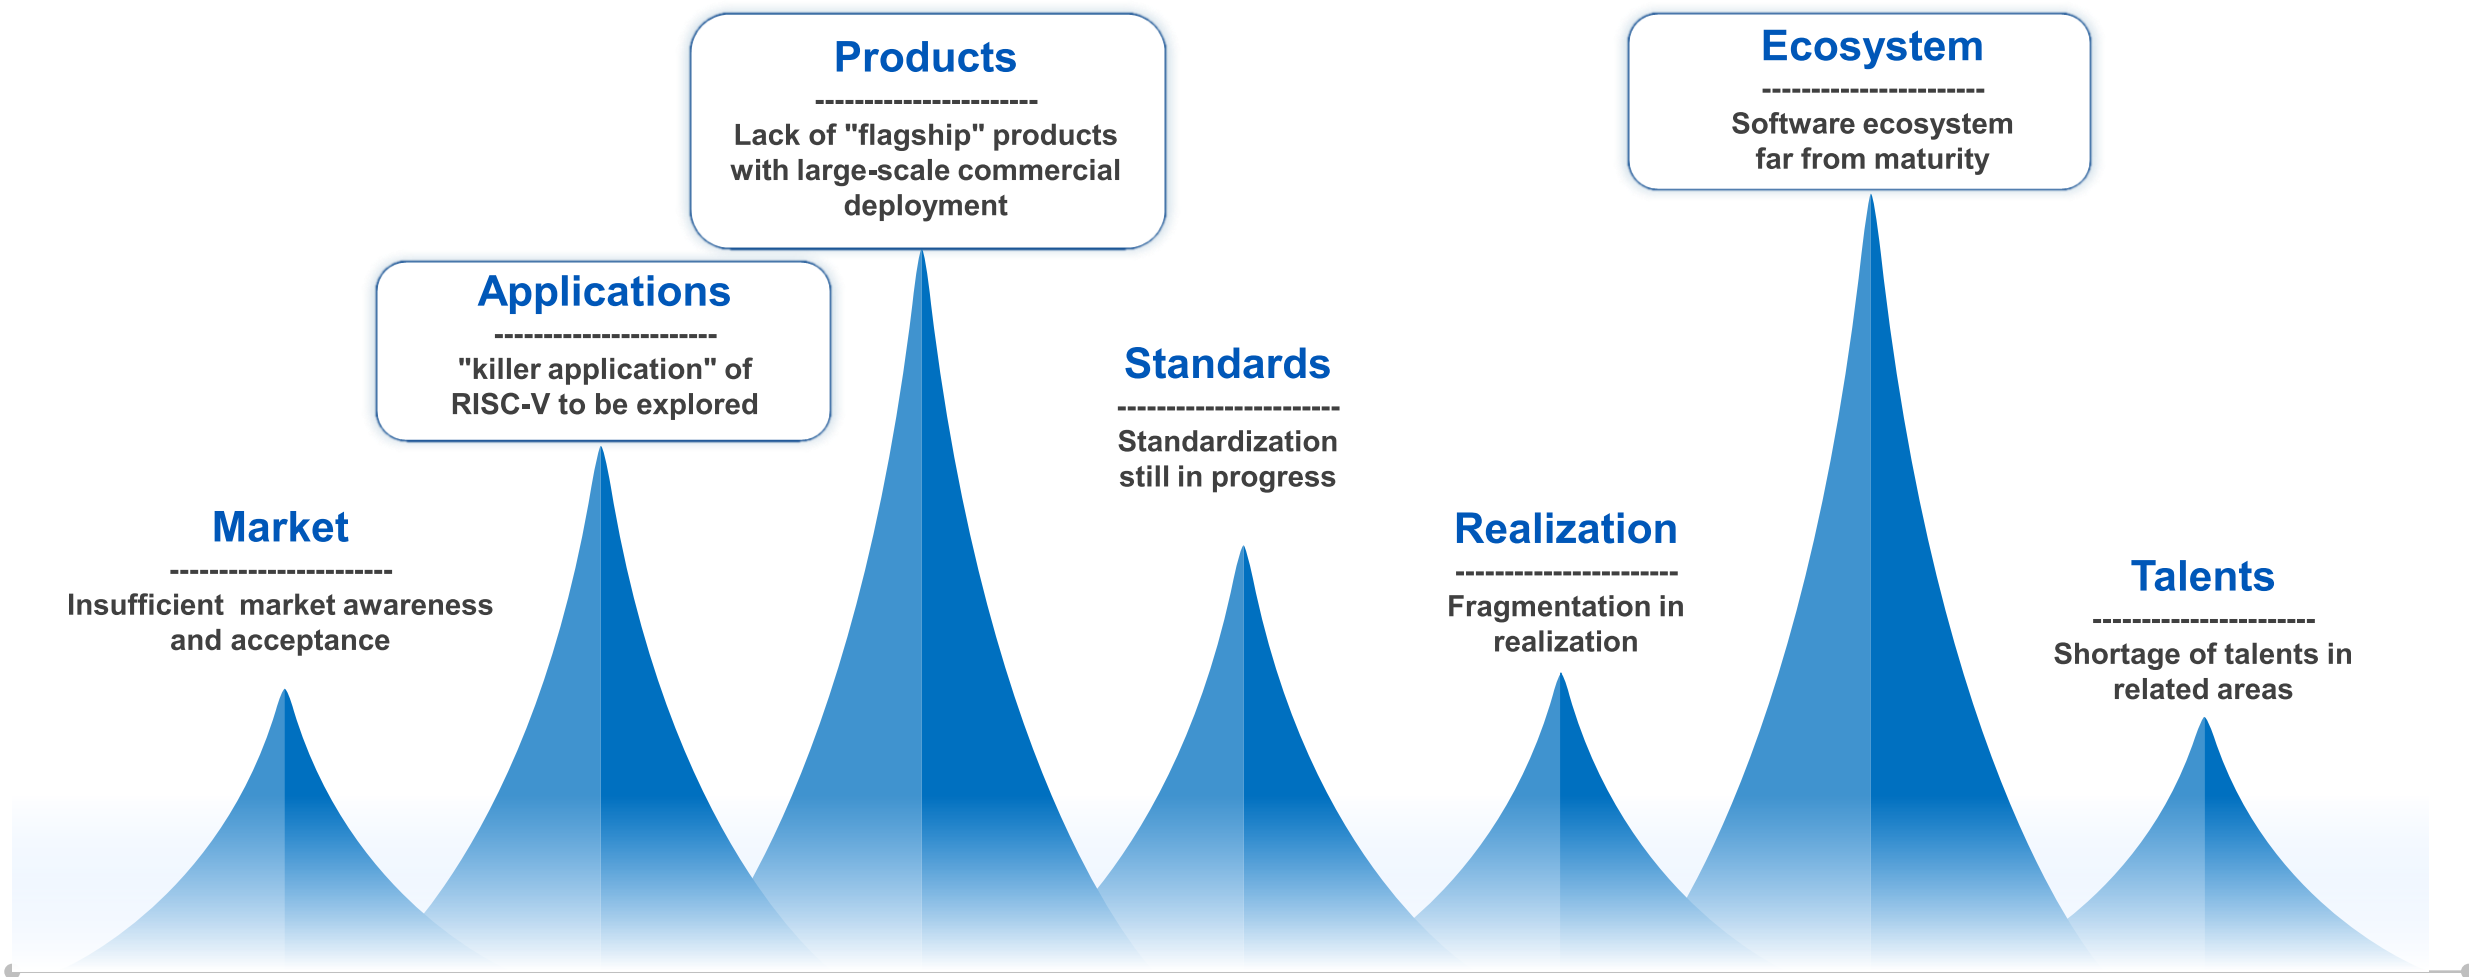 Market
-----------------------
Insufficient  market awareness
and acceptance
Applications
-----------------------
"killer application" of
RISC-V to be explored
Products
-----------------------
Lack of "flagship" products
with large-scale commercial
deployment
Standards
-----------------------
Standardization
still in progress
Realization
-----------------------
Fragmentation in
realization
Ecosystem
-----------------------
Software ecosystem
far from maturity
Talents
-----------------------
Shortage of talents in
related areas